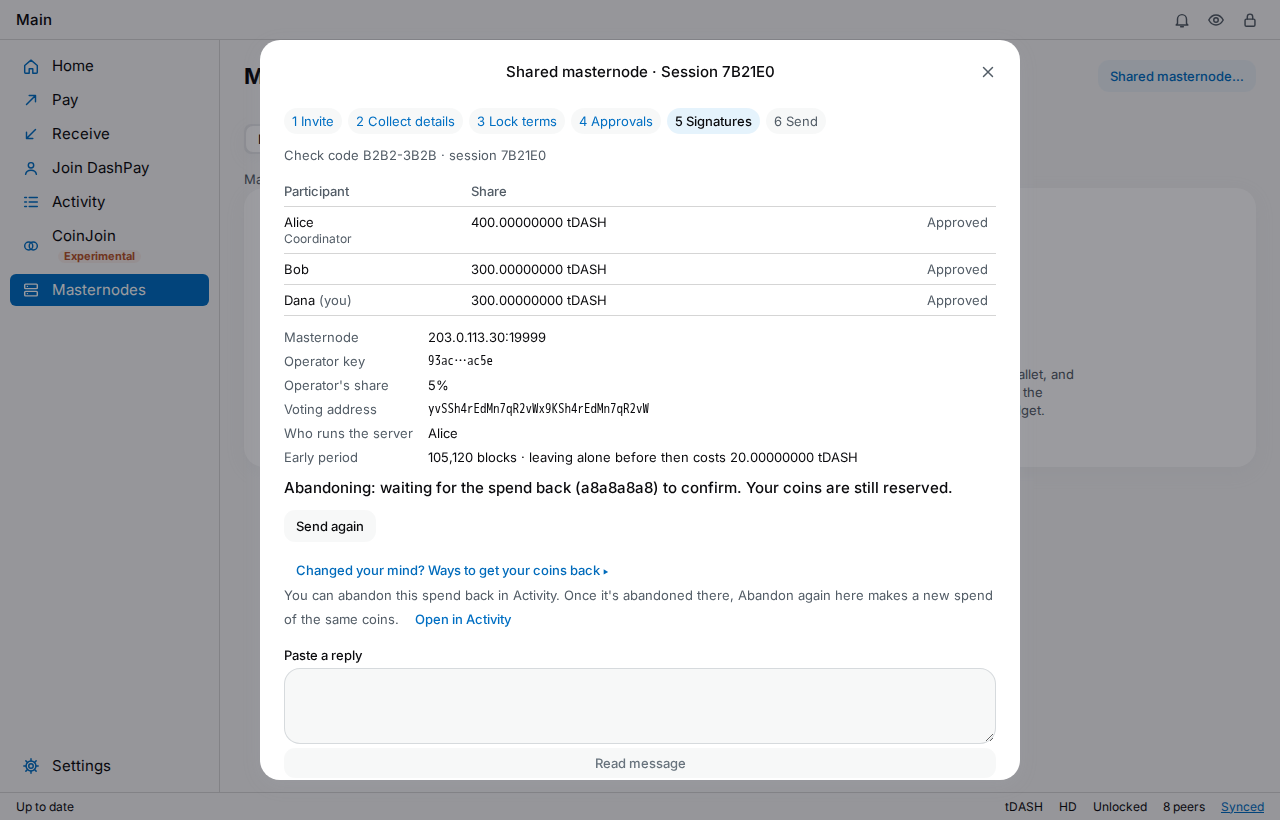 Main
Home
Pay
Receive
Join DashPay
Activity
CoinJoin
Experimental
Masternodes
Settings
Shared masternode...
Shared masternode · Session 7B21E0
1 Invite
2 Collect details
3 Lock terms
4 Approvals
5 Signatures
6 Send
Check code B2B2-3B2B · session 7B21E0
Participant Share
Alice 400.00000000 tDASH Approved
Coordinator
Bob 300.00000000 tDASH Approved
Dana (you) 300.00000000 tDASH Approved
Masternode 203.0.113.30:19999
Operator key 93ac⋯ac5e
Operator's share 5%
Voting address yvSSh4rEdMn7qR2vWx9KSh4rEdMn7qR2vW
Who runs the server Alice
Early period 105,120 blocks · leaving alone before then costs 20.00000000 tDASH
Abandoning: waiting for the spend back (a8a8a8a8) to confirm. Your coins are still reserved.
Send again
Changed your mind? Ways to get your coins back ▸
You can abandon this spend back in Activity. Once it's abandoned there, Abandon again here makes a new spend
of the same coins. Open in Activity
Paste a reply
Read message
allet, and
the
get.
Up to date
tDASH HD Unlocked 8 peers Synced